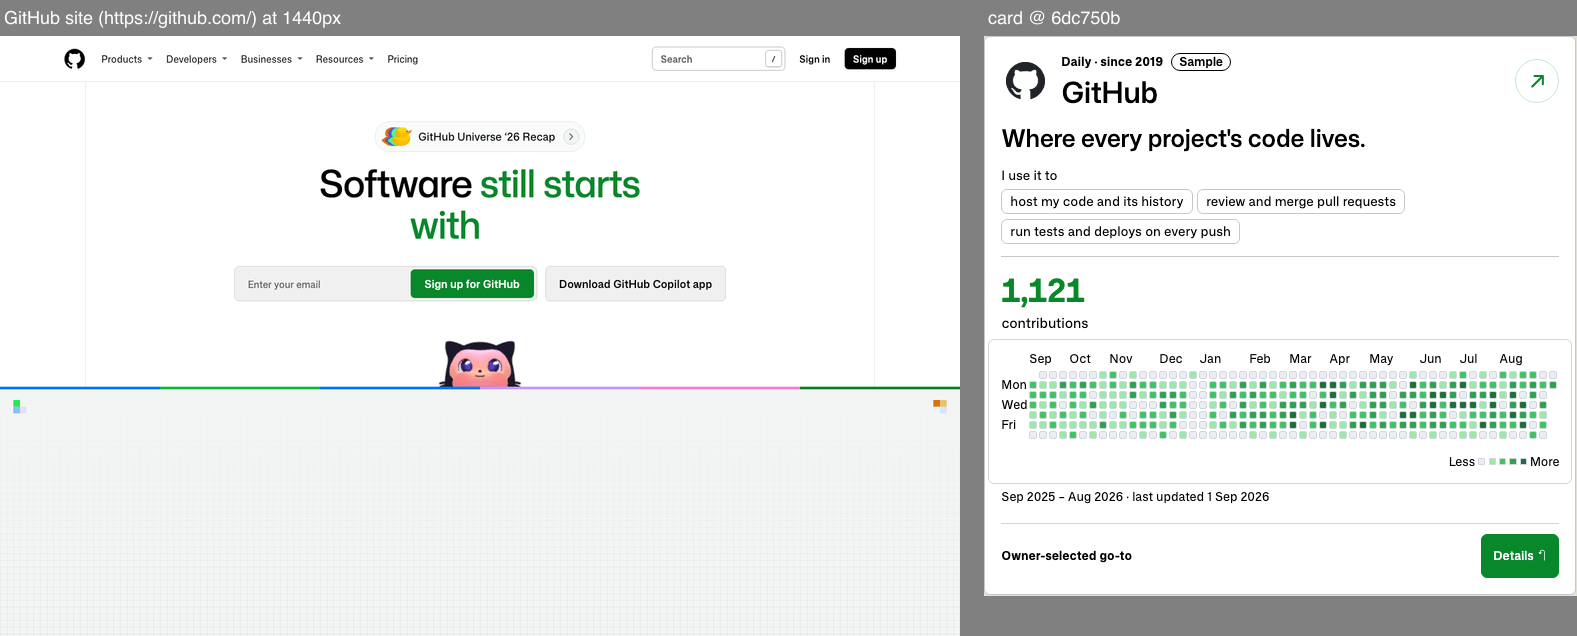 GitHub site (https://github.com/) at 1440px
Products Developers Businesses Resources Pricing Search / Sign in Sign up
GitHub Universe '26 Recap
Software still starts
with
Enter your email Sign up for GitHub Download GitHub Copilot app
card @ 6dc750b
Daily · since 2019 Sample
GitHub
Where every project's code lives.
I use it to
host my code and its history review and merge pull requests
run tests and deploys on every push
1,121
contributions
Sep Oct Nov Dec Jan Feb Mar Apr May Jun Jul Aug
Mon
Wed
Fri
Less More
Sep 2025 – Aug 2026 · last updated 1 Sep 2026
Owner-selected go-to Details